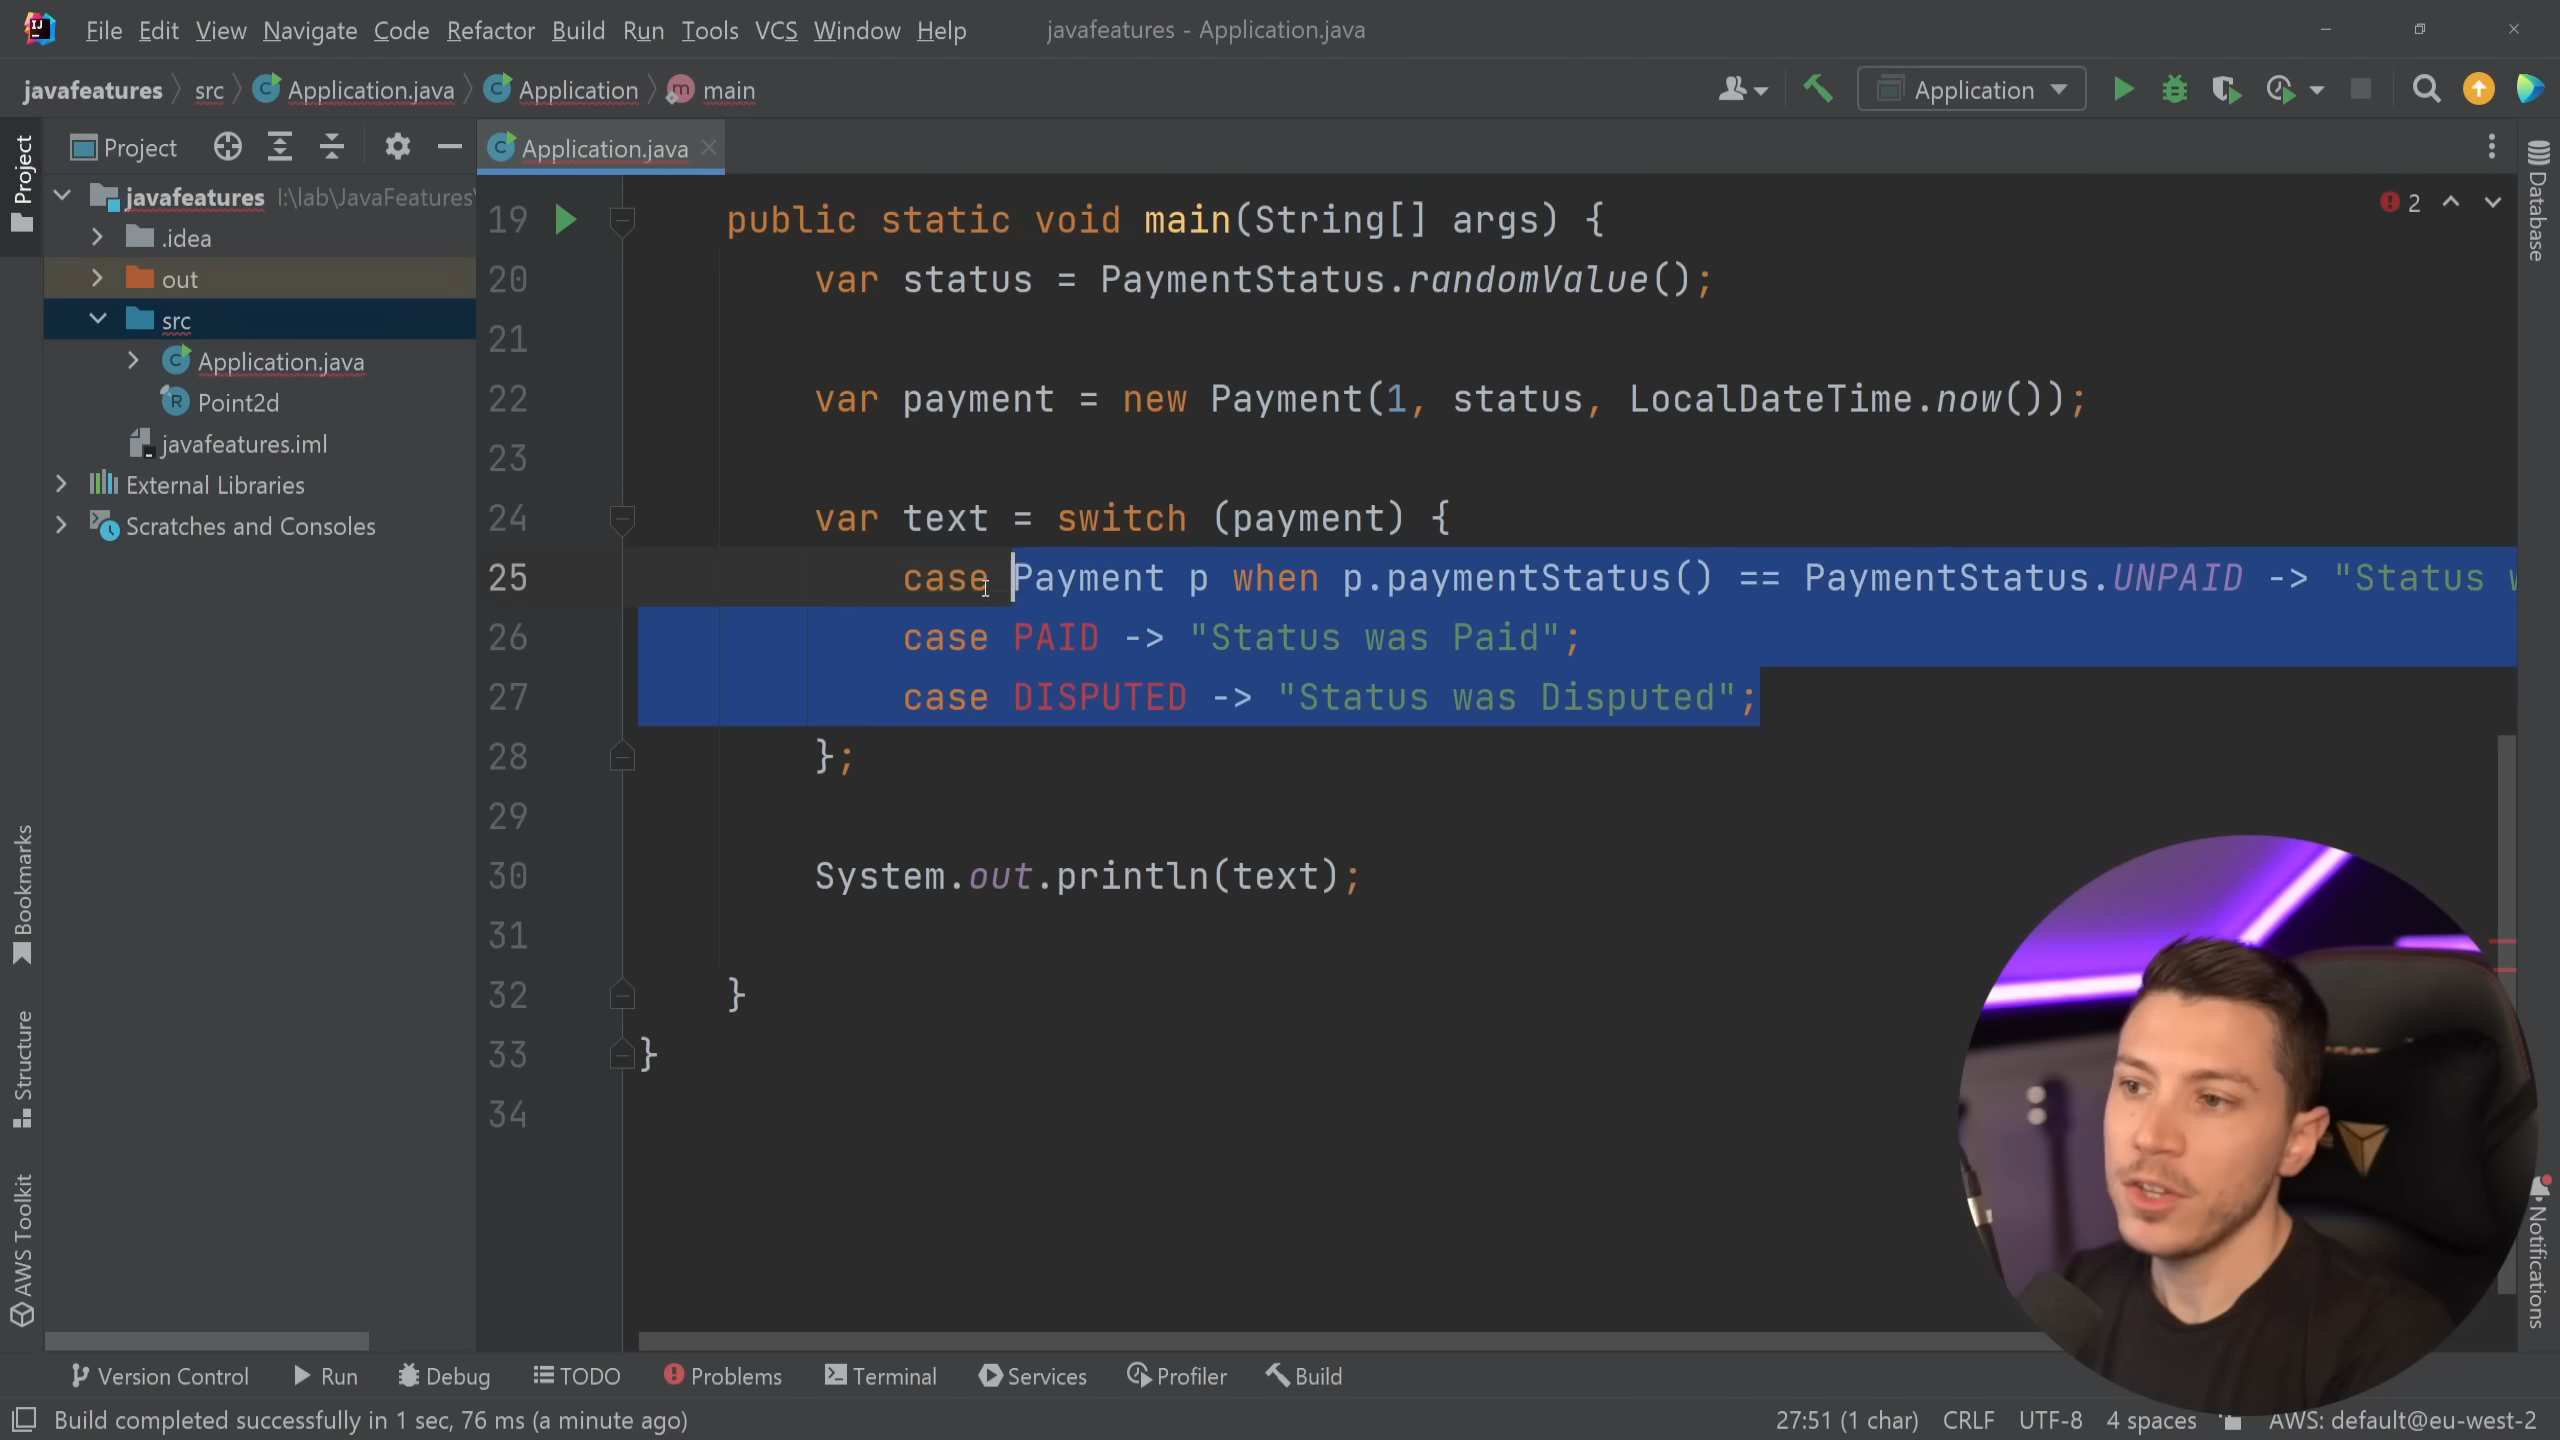 File Edit View Navigate Code Refactor Build Run Tools VCS Window Help javafeatures - Application.java
javafeatures src Application.java Application main Application
Project Application.java
Project
javafeatures I:\lab\JavaFeatures\
.idea
out
src
Application.java
Point2d
javafeatures.iml
External Libraries
Scratches and Consoles
Bookmarks
Structure
AWS Toolkit
2
19 public static void main(String[] args) {
20 var status = PaymentStatus.randomValue();
21
22 var payment = new Payment(1, status, LocalDateTime.now());
23
24 var text = switch (payment) {
25 case Payment p when p.paymentStatus() == PaymentStatus.UNPAID -> "Status
26 case PAID -> "Status was Paid";
27 case DISPUTED -> "Status was Disputed";
28 };
29
30 System.out.println(text);
31
32 }
33 }
34
Database
Notifications
Version Control Run Debug TODO Problems Terminal Services Profiler Build
Build completed successfully in 1 sec, 76 ms (a minute ago) 27:51 (1 char) CRLF UTF-8 4 spaces AWS: default@eu-west-2